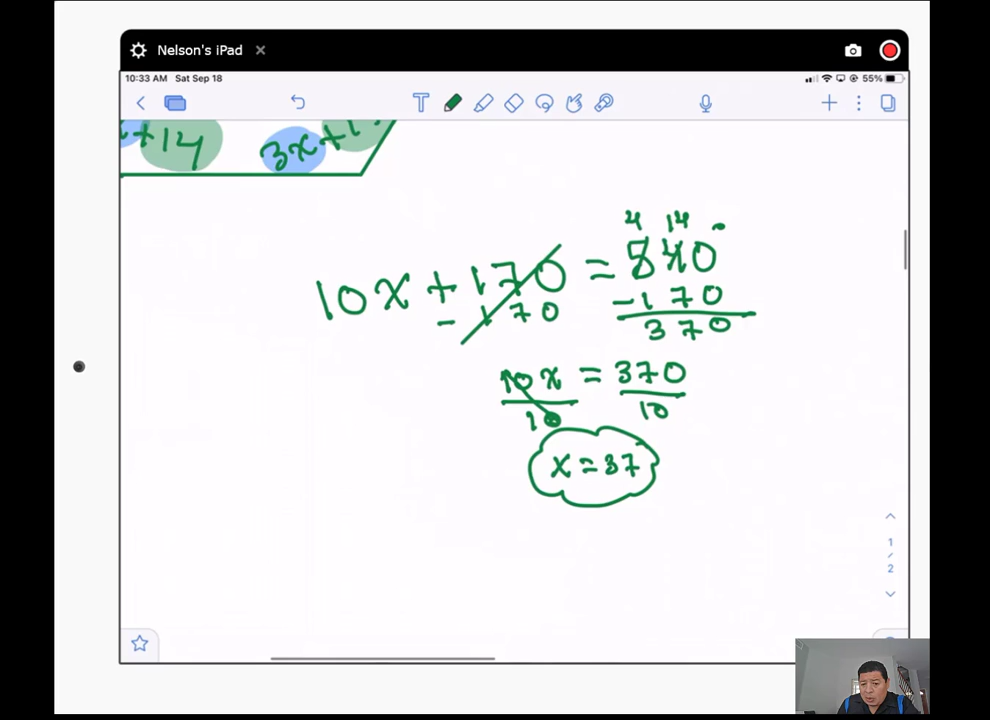 Nelson's iPad
10:33 AM Sat Sep 18
55%
T
+14 3x+1
4 14
10x + 170 = 540
- 170 - 170
370
10x = 370
10 10
x = 37
1
2